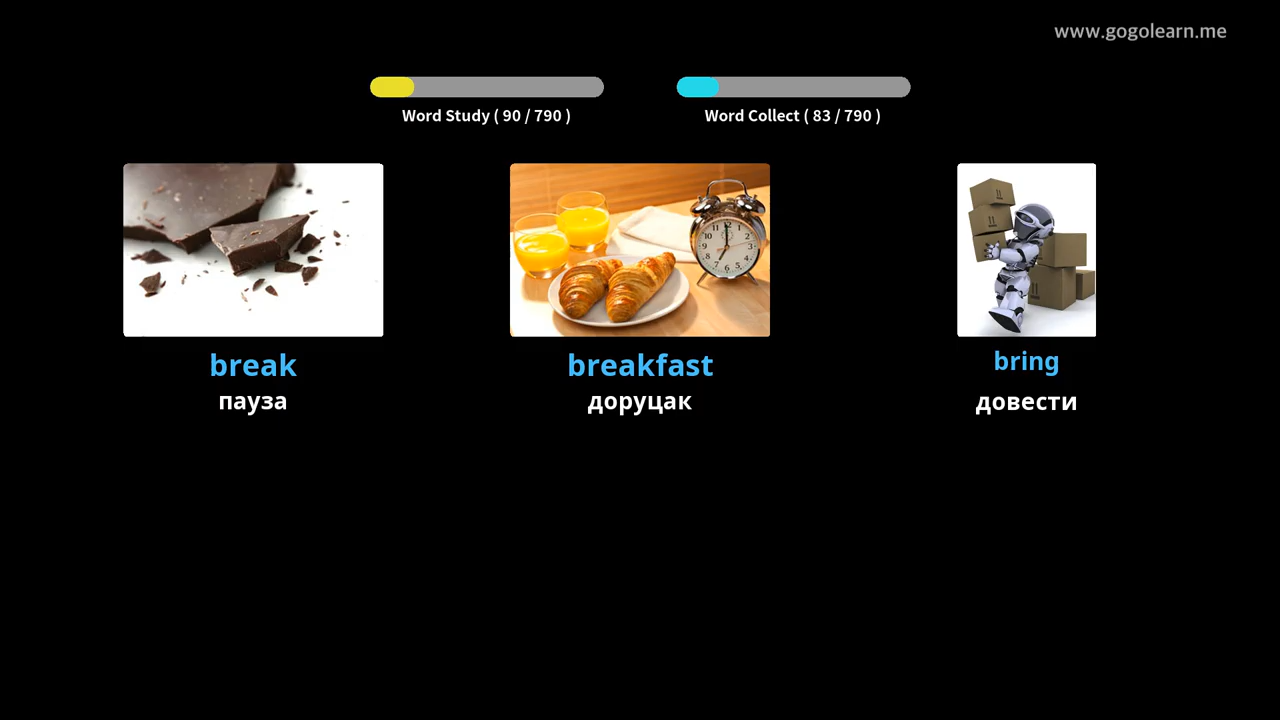 www.gogolearn.me
Word Study ( 90 / 790 )
Word Collect ( 83 / 790 )
break
breakfast
bring
пауза
доруцак
довести